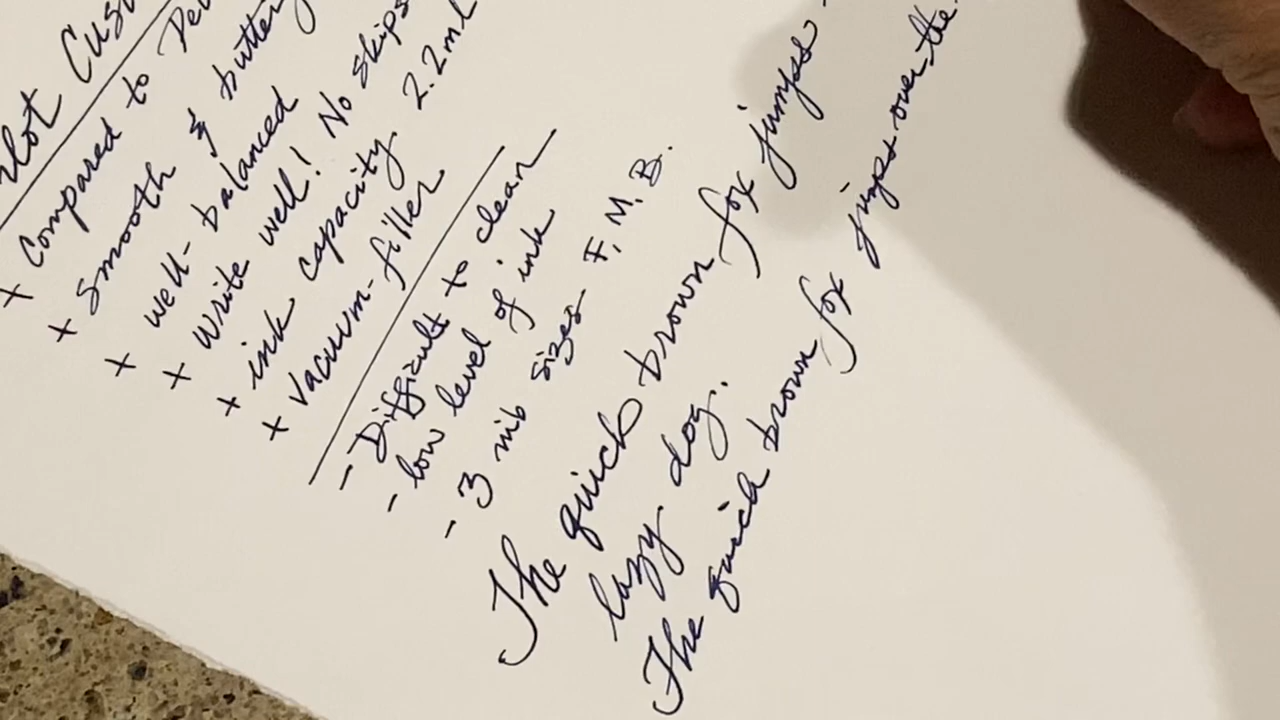 Compared to
+ Smooth & buttery
+ well-balanced
+ Write well! No skips
+ ink capacity 2.2ml
+ Vacuum-filler
- Difficult to clean
- low level of ink
- 3 nib sizes F, M, B.
The quick brown fox jumps
lazy dog.
The quick brown fox jumps over the